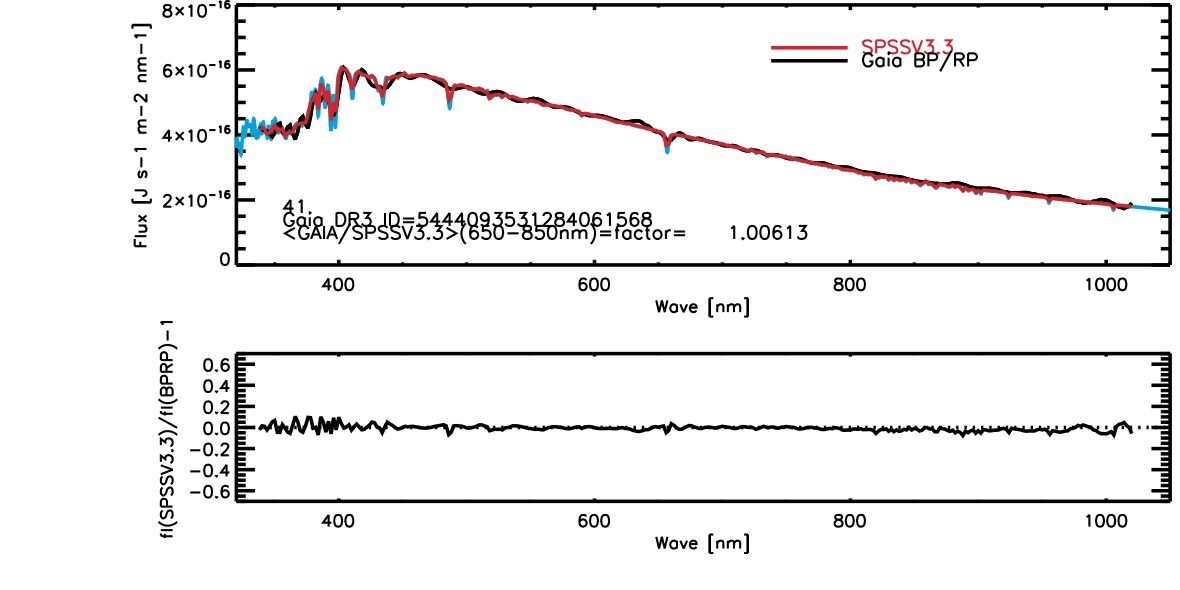 8×10⁻¹⁶
6×10⁻¹⁶
4×10⁻¹⁶
2×10⁻¹⁶
0
Flux [J s−1 m−2 nm−1]
SPSSV3.3
Gaia BP/RP
41.
Gaia DR3 ID=5444093531284061568
<GAIA/SPSSV3.3>(650−850nm)=factor= 1.00613
400 600 800 1000
Wave [nm]
fl(SPSSV3.3)/fl(BPRP)−1
0.6
0.4
0.2
0.0
−0.2
−0.4
−0.6
400 600 800 1000
Wave [nm]